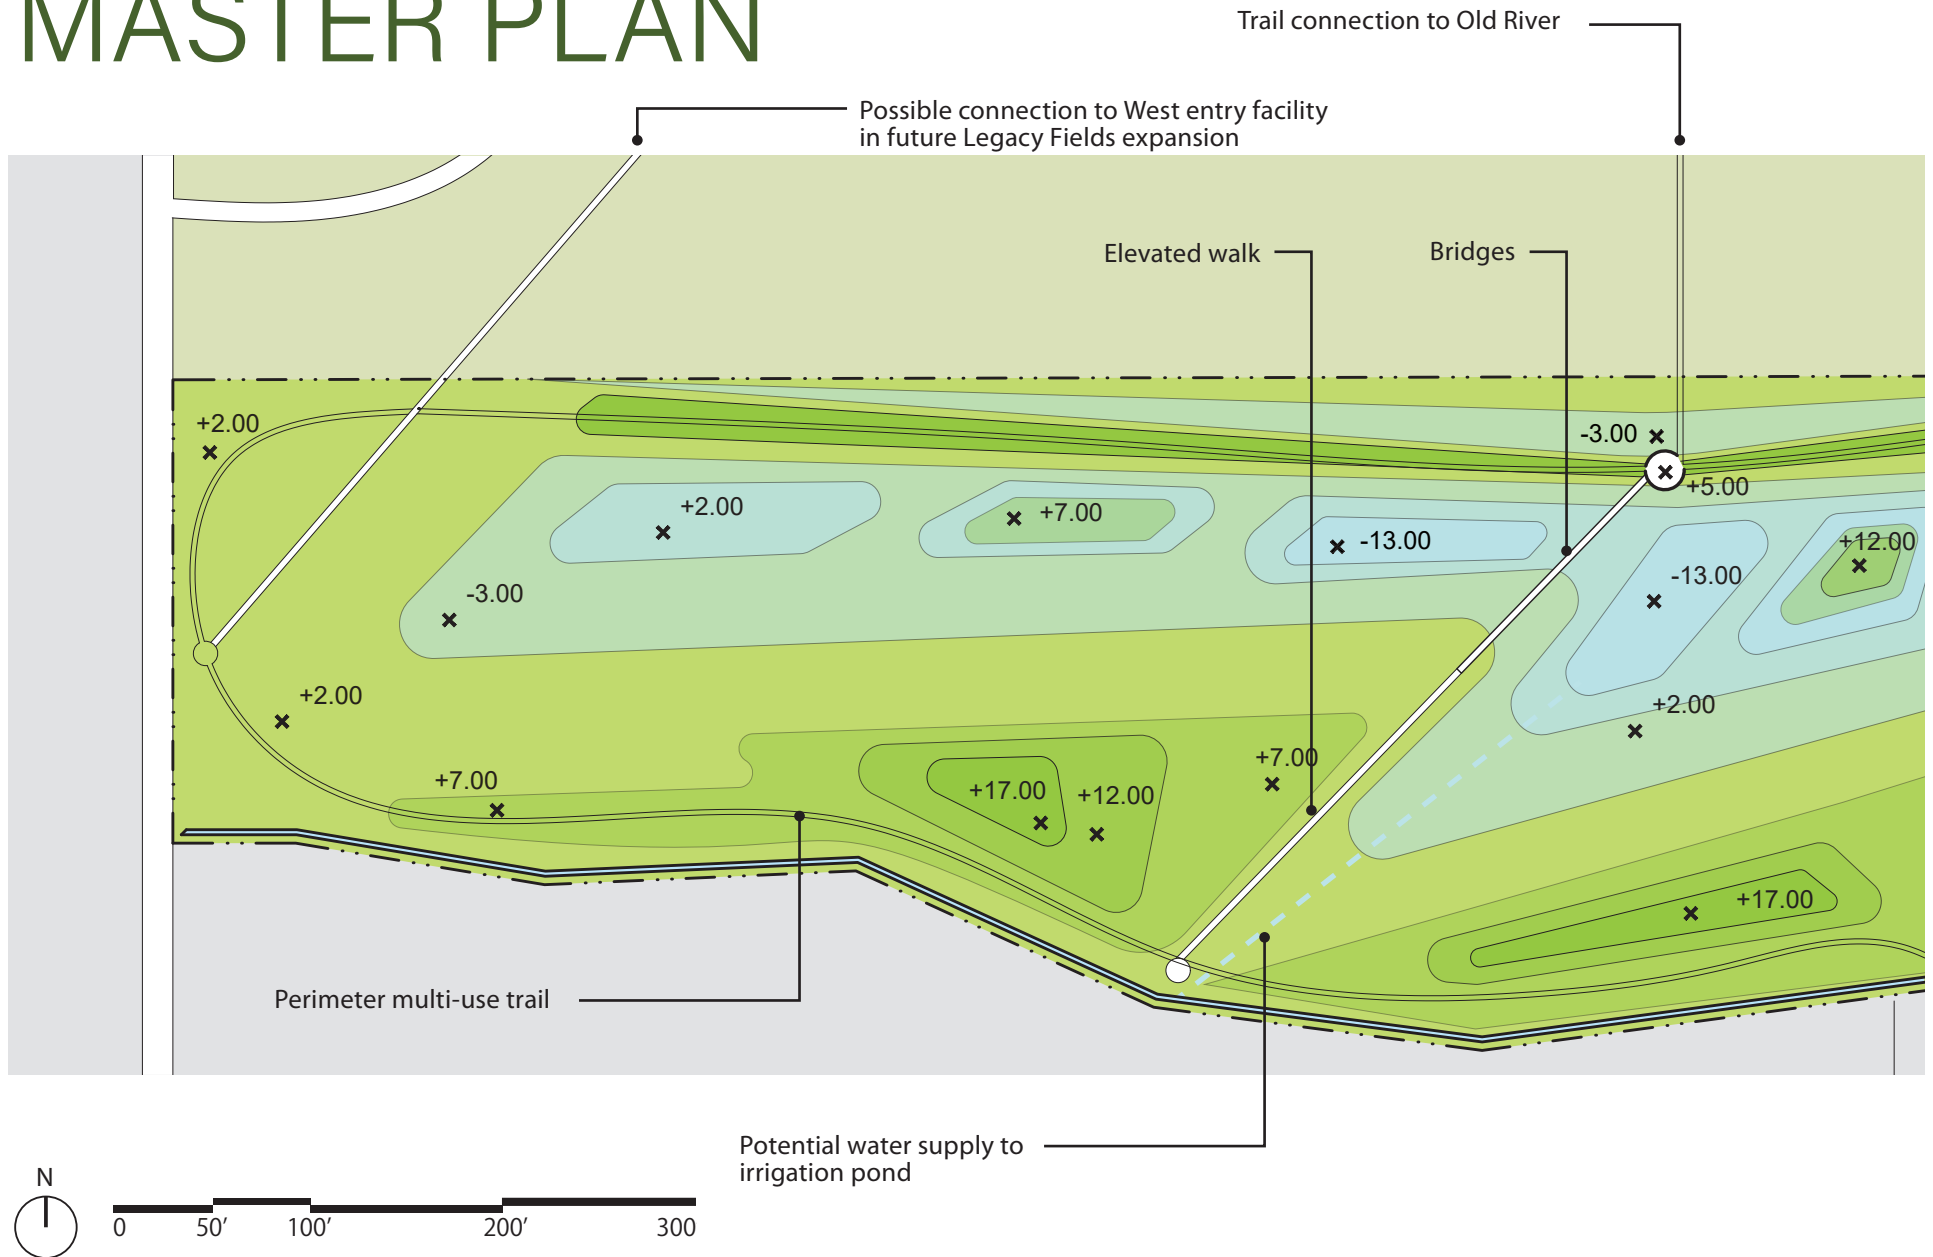 MASTER PLAN
Trail connection to Old River
Possible connection to West entry facility
in future Legacy Fields expansion
Elevated walk
Bridges
+2.00
-3.00
+5.00
+2.00
+7.00
-13.00
+12.00
-13.00
-3.00
+2.00
+2.00
+7.00
+7.00
+17.00
+12.00
+17.00
Perimeter multi-use trail
Potential water supply to
irrigation pond
N
0 50′ 100′ 200′ 300